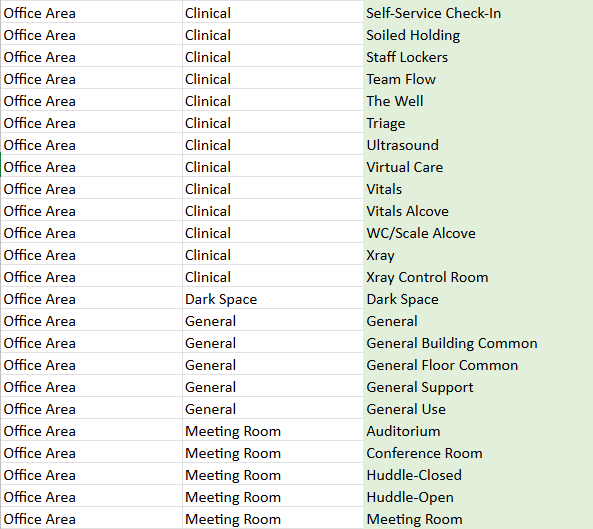 Office Area Clinical Self-Service Check-In
Office Area Clinical Soiled Holding
Office Area Clinical Staff Lockers
Office Area Clinical Team Flow
Office Area Clinical The Well
Office Area Clinical Triage
Office Area Clinical Ultrasound
Office Area Clinical Virtual Care
Office Area Clinical Vitals
Office Area Clinical Vitals Alcove
Office Area Clinical WC/Scale Alcove
Office Area Clinical Xray
Office Area Clinical Xray Control Room
Office Area Dark Space Dark Space
Office Area General General
Office Area General General Building Common
Office Area General General Floor Common
Office Area General General Support
Office Area General General Use
Office Area Meeting Room Auditorium
Office Area Meeting Room Conference Room
Office Area Meeting Room Huddle-Closed
Office Area Meeting Room Huddle-Open
Office Area Meeting Room Meeting Room